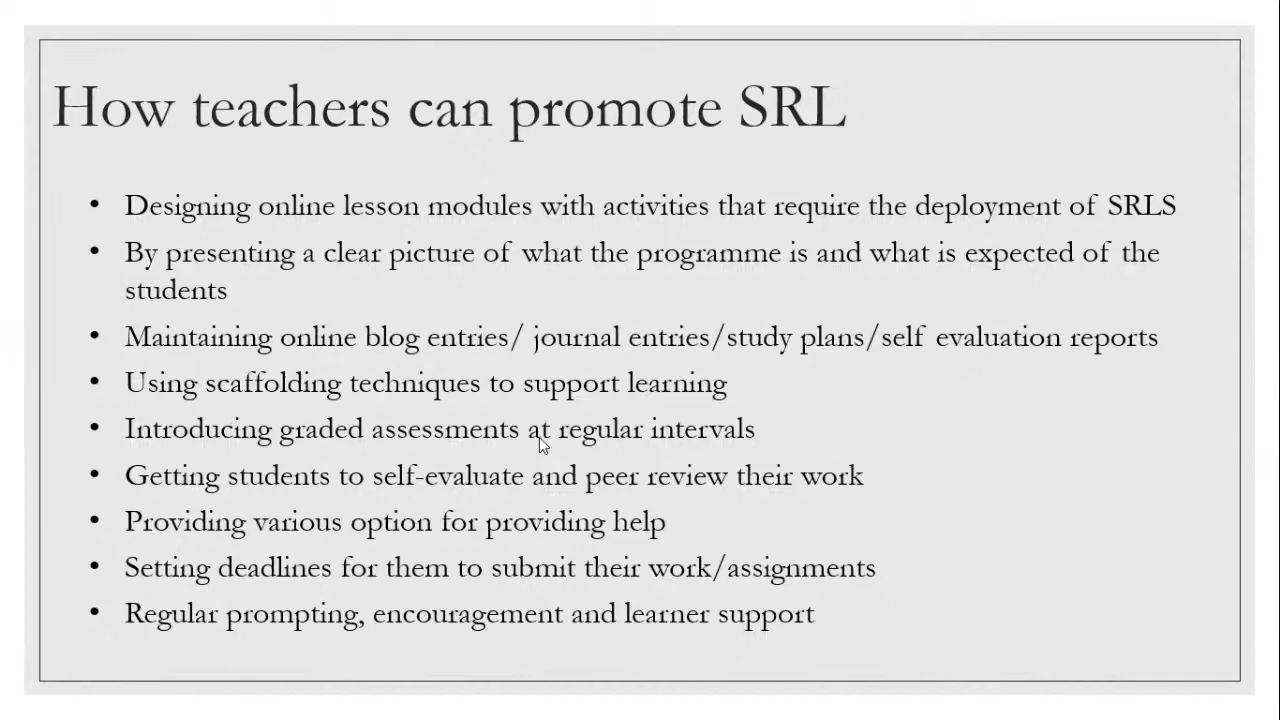 How teachers can promote SRL
• Designing online lesson modules with activities that require the deployment of SRLS
• By presenting a clear picture of what the programme is and what is expected of the
students
• Maintaining online blog entries/ journal entries/study plans/self evaluation reports
• Using scaffolding techniques to support learning
• Introducing graded assessments at regular intervals
• Getting students to self-evaluate and peer review their work
• Providing various option for providing help
• Setting deadlines for them to submit their work/assignments
• Regular prompting, encouragement and learner support